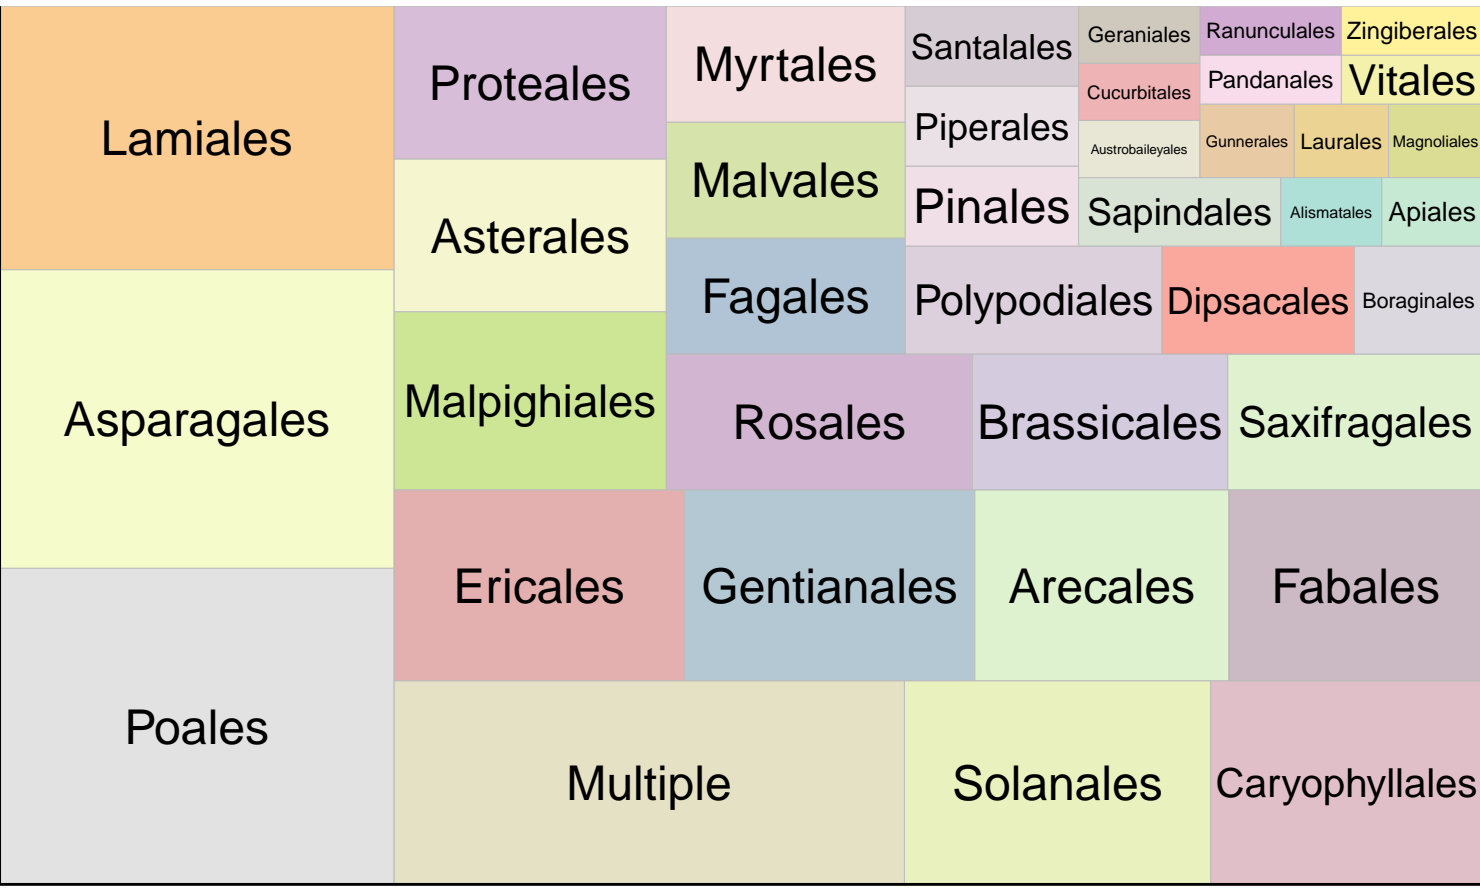 Lamiales
Asparagales
Poales
Proteales
Asterales
Malpighiales
Myrtales
Malvales
Fagales
Santalales
Piperales
Pinales
Geraniales
Cucurbitales
Austrobaileyales
Ranunculales
Zingiberales
Pandanales
Vitales
Gunnerales
Laurales
Magnoliales
Sapindales
Alismatales
Apiales
Polypodiales
Dipsacales
Boraginales
Rosales
Brassicales
Saxifragales
Ericales
Gentianales
Arecales
Fabales
Multiple
Solanales
Caryophyllales